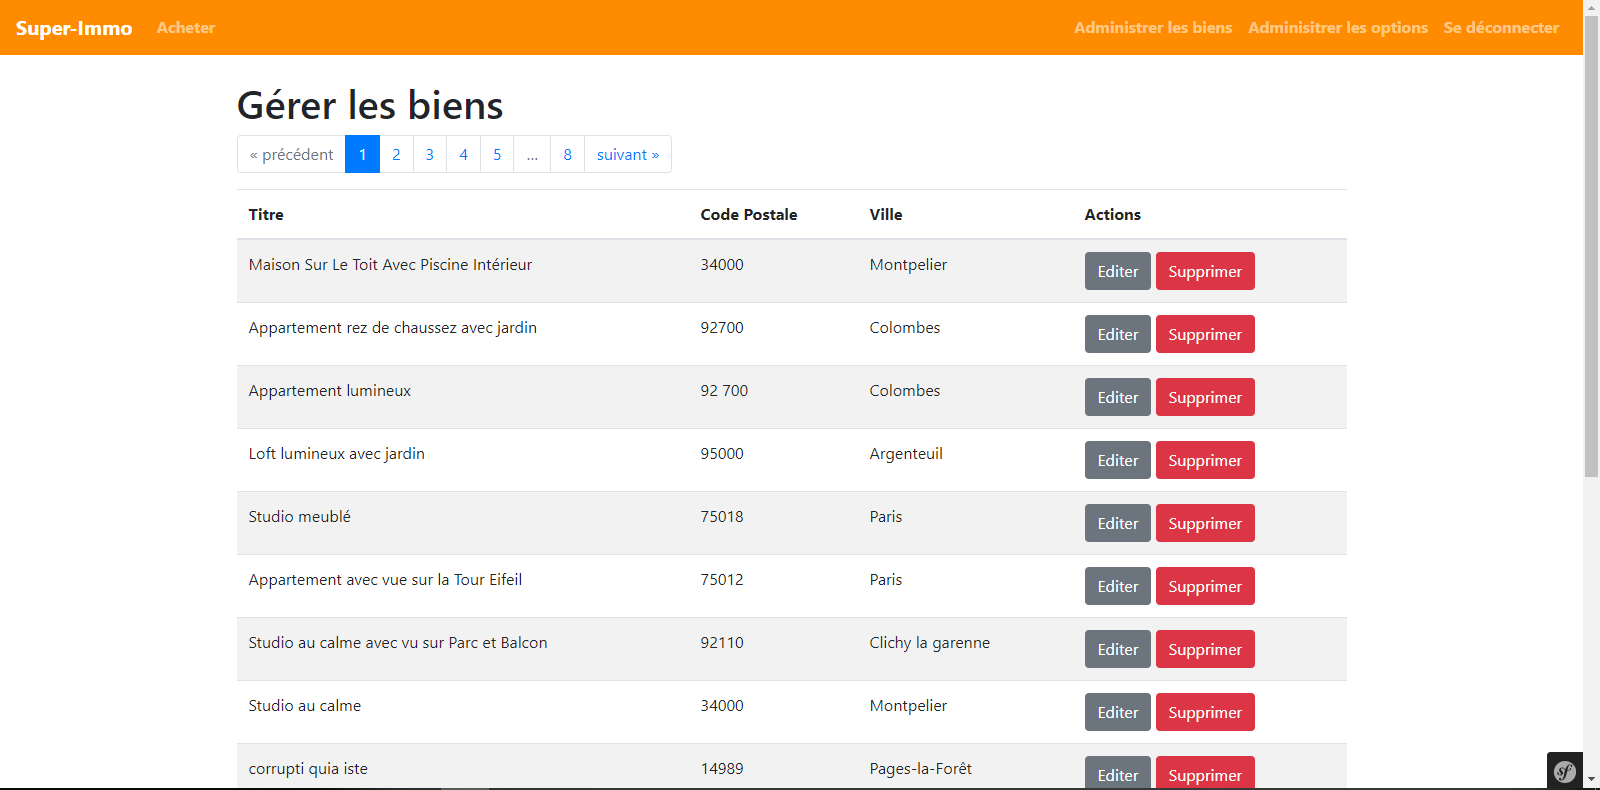 Super-Immo Acheter Administrer les biens Adminisitrer les options Se déconnecter
Gérer les biens
« précédent 1 2 3 4 5 ... 8 suivant »
Titre Code Postale Ville Actions
Maison Sur Le Toit Avec Piscine Intérieur 34000 Montpelier Editer Supprimer
Appartement rez de chaussez avec jardin 92700 Colombes Editer Supprimer
Appartement lumineux 92 700 Colombes Editer Supprimer
Loft lumineux avec jardin 95000 Argenteuil Editer Supprimer
Studio meublé 75018 Paris Editer Supprimer
Appartement avec vue sur la Tour Eifeil 75012 Paris Editer Supprimer
Studio au calme avec vu sur Parc et Balcon 92110 Clichy la garenne Editer Supprimer
Studio au calme 34000 Montpelier Editer Supprimer
corrupti quia iste 14989 Pages-la-Forêt Editer Supprimer
sf